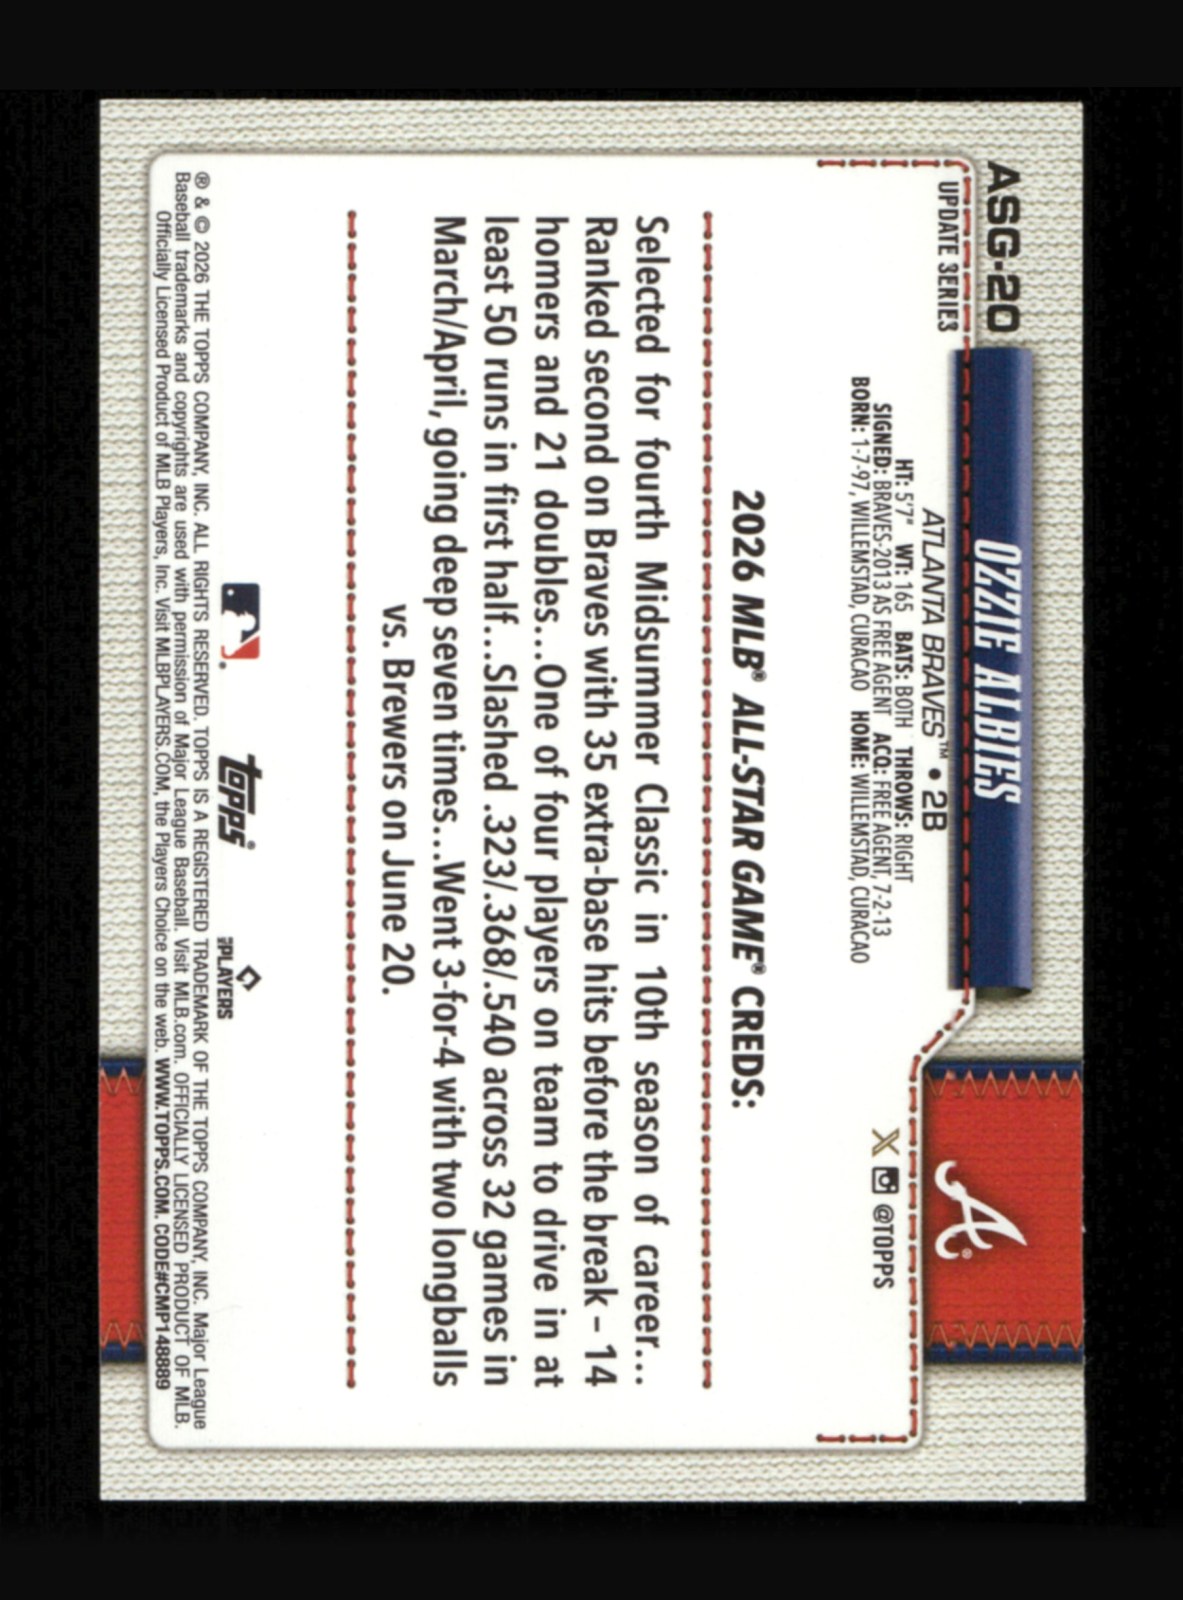 ASG-20
UPDATE SERIES
OZZIE ALBIES
ATLANTA BRAVES™ • 2B
HT: 5'7" WT: 165 BATS: BOTH THROWS: RIGHT
SIGNED: BRAVES-2013 AS FREE AGENT ACQ: FREE AGENT, 7-2-13
BORN: 1-7-97, WILLEMSTAD, CURACAO HOME: WILLEMSTAD, CURACAO
@TOPPS
2026 MLB® ALL-STAR GAME® CREDS:
Selected for fourth Midsummer Classic in 10th season of career...
Ranked second on Braves with 35 extra-base hits before the break – 14
homers and 21 doubles...One of four players on team to drive in at
least 50 runs in first half...Slashed .323/.368/.540 across 32 games in
March/April, going deep seven times...Went 3-for-4 with two longballs
vs. Brewers on June 20.
topps®
PLAYERS
® & © 2026 THE TOPPS COMPANY, INC. ALL RIGHTS RESERVED. TOPPS IS A REGISTERED TRADEMARK OF THE TOPPS COMPANY, INC. Major League
Baseball trademarks and copyrights are used with permission of Major League Baseball. Visit MLB.com. OFFICIALLY LICENSED PRODUCT OF MLB
Officially Licensed Product of MLB Players, Inc. Visit MLBPLAYERS.COM, the Players Choice on the web. WWW.TOPPS.COM. CODE#CMP148889